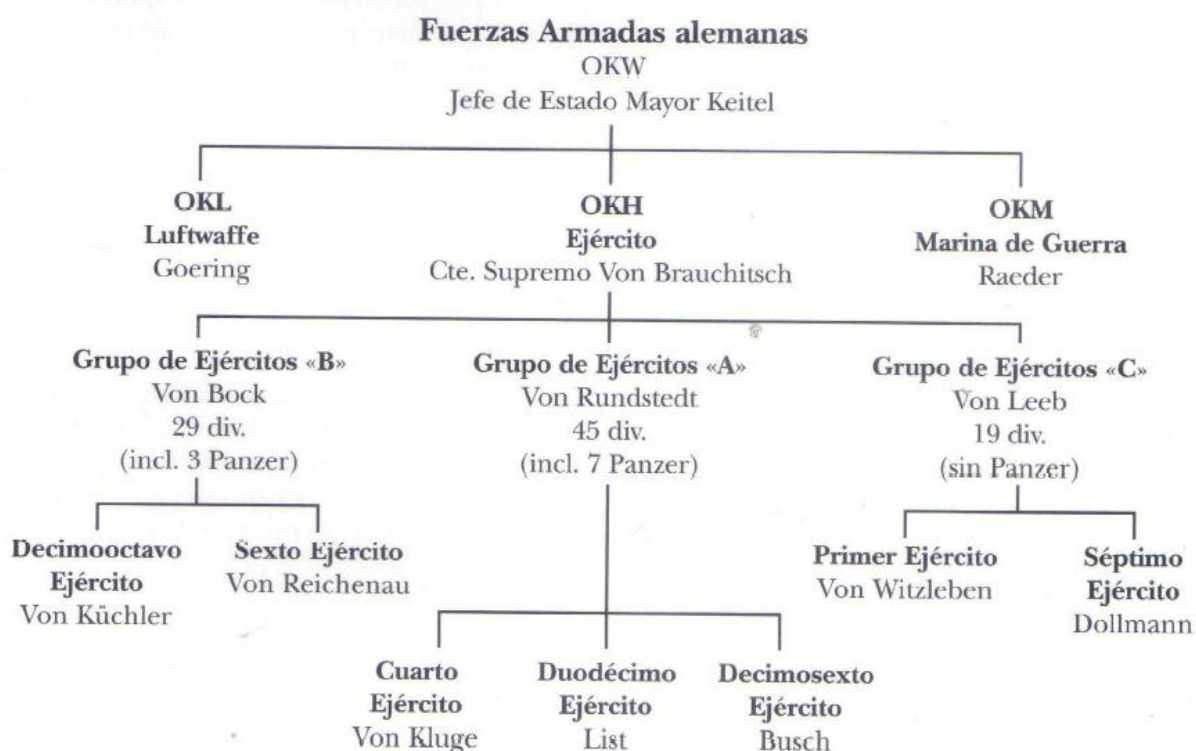 Fuerzas Armadas alemanas
OKW
Jefe de Estado Mayor Keitel
OKL
Luftwaffe
Goering
OKH
Ejército
Cte. Supremo Von Brauchitsch
OKM
Marina de Guerra
Raeder
Grupo de Ejércitos «B»
Von Bock
29 div.
(incl. 3 Panzer)
Grupo de Ejércitos «A»
Von Rundstedt
45 div.
(incl. 7 Panzer)
Grupo de Ejércitos «C»
Von Leeb
19 div.
(sin Panzer)
Decimooctavo
Ejército
Von Küchler
Sexto Ejército
Von Reichenau
Primer Ejército
Von Witzleben
Séptimo
Ejército
Dollmann
Cuarto
Ejército
Von Kluge
Duodécimo
Ejército
List
Decimosexto
Ejército
Busch